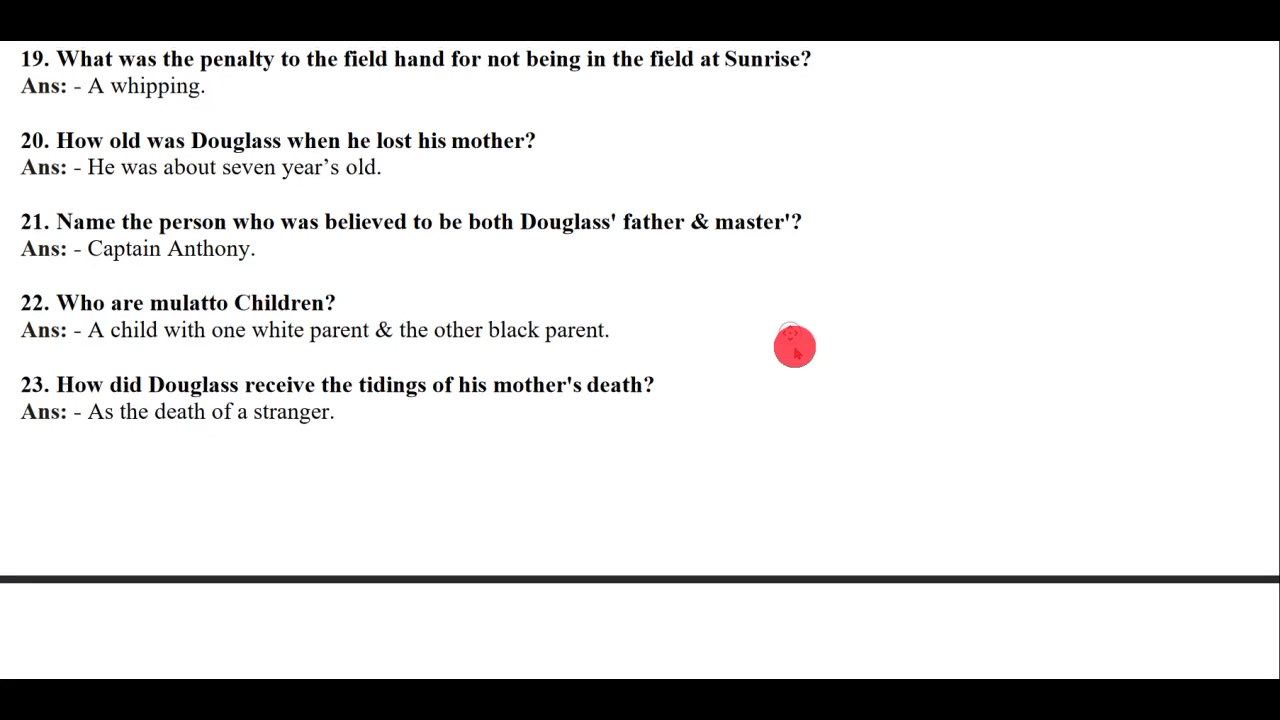 19. What was the penalty to the field hand for not being in the field at Sunrise?
Ans: - A whipping.
20. How old was Douglass when he lost his mother?
Ans: - He was about seven year’s old.
21. Name the person who was believed to be both Douglass' father & master'?
Ans: - Captain Anthony.
22. Who are mulatto Children?
Ans: - A child with one white parent & the other black parent.
23. How did Douglass receive the tidings of his mother's death?
Ans: - As the death of a stranger.